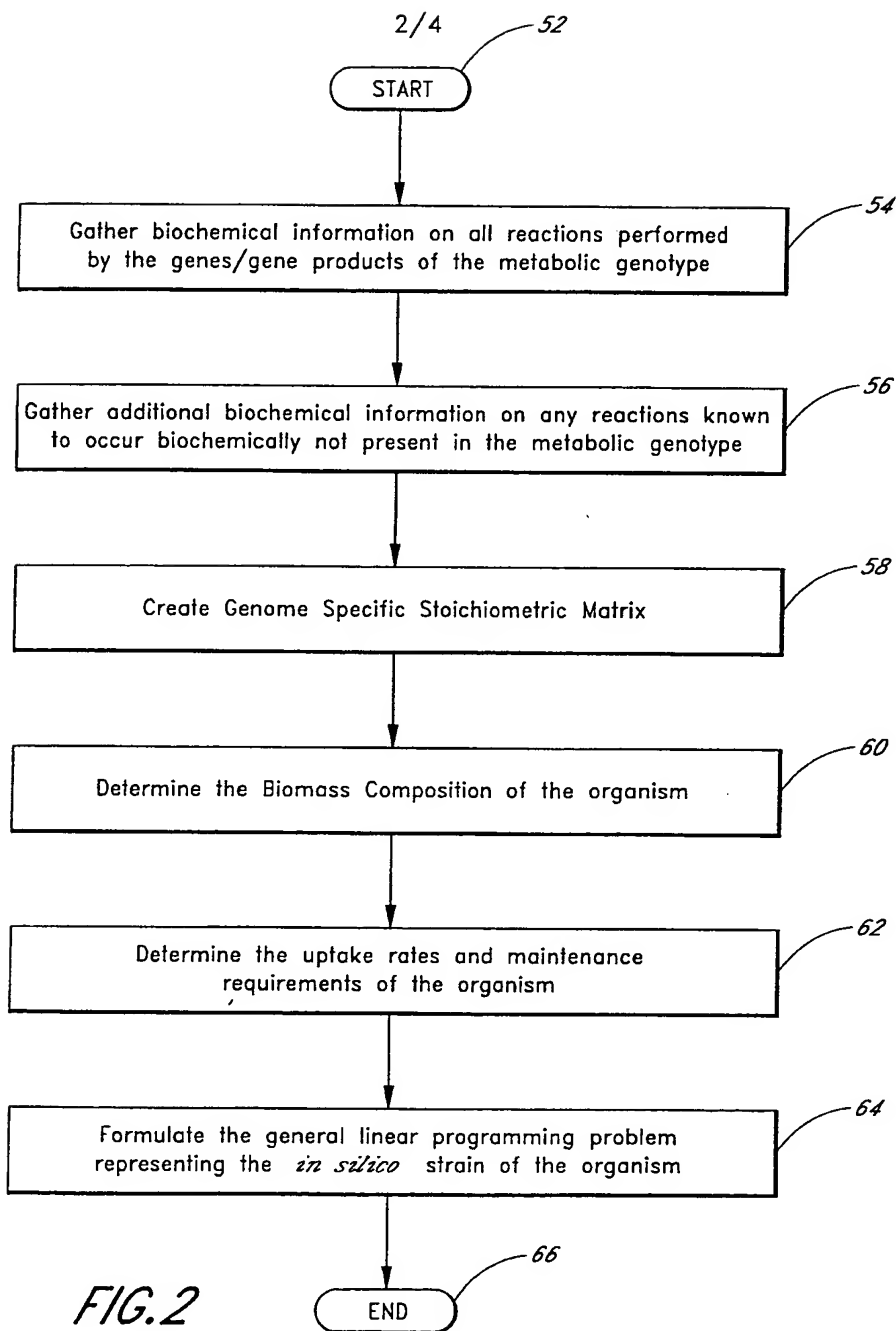 2/4
52
START
54
Gather biochemical information on all reactions performed
by the genes/gene products of the metabolic genotype
56
Gather additional biochemical information on any reactions known
to occur biochemically not present in the metabolic genotype
58
Create Genome Specific Stoichiometric Matrix
60
Determine the Biomass Composition of the organism
62
Determine the uptake rates and maintenance
requirements of the organism
64
Formulate the general linear programming problem
representing the in silico strain of the organism
66
END
FIG.2